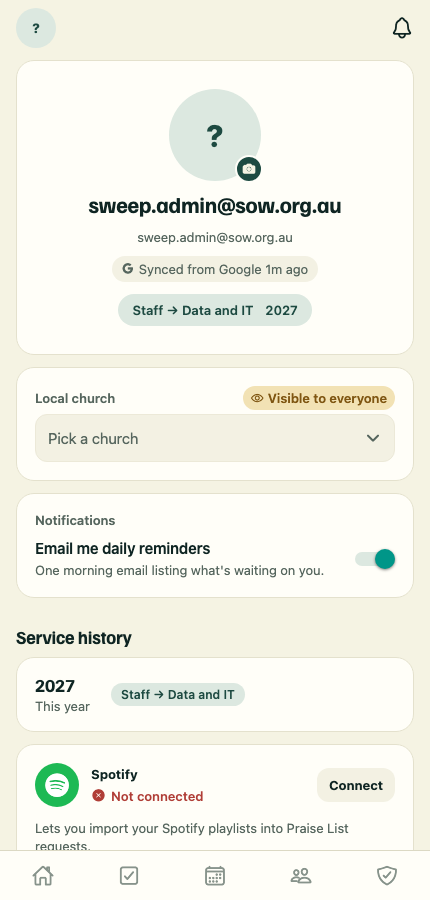 ?
?
sweep.admin@sow.org.au
sweep.admin@sow.org.au
G Synced from Google 1m ago
Staff → Data and IT 2027
Local church
Visible to everyone
Pick a church
Notifications
Email me daily reminders
One morning email listing what's waiting on you.
Service history
2027
Staff → Data and IT
This year
Spotify
Not connected
Connect
Lets you import your Spotify playlists into Praise List
requests.